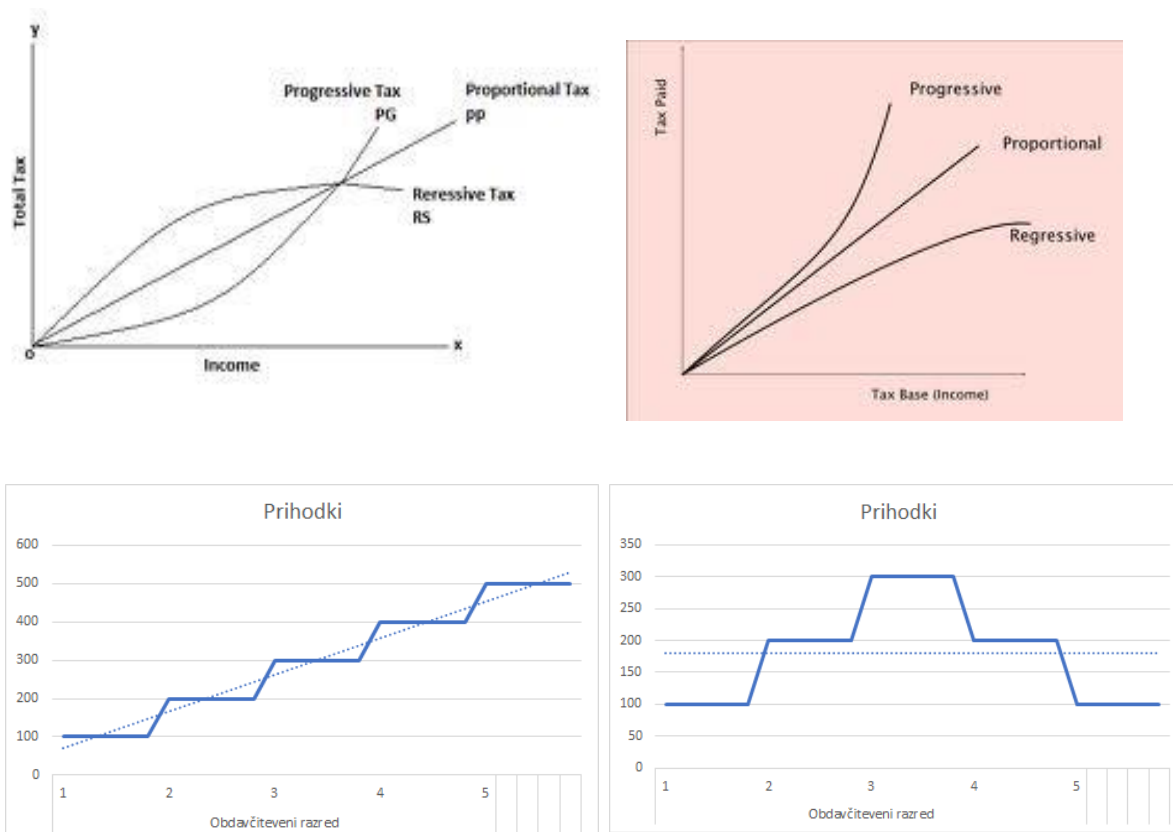 y
Total Tax
Progressive Tax
PG
Proportional Tax
PP
Reressive Tax
RS
O
x
Income
Tax Paid
Progressive
Proportional
Regressive
Tax Base (Income)
Prihodki
600
500
400
300
200
100
0
1 2 3 4 5
Obdavčiteveni razred
Prihodki
350
300
250
200
150
100
50
0
1 2 3 4 5
Obdavčiteveni razred